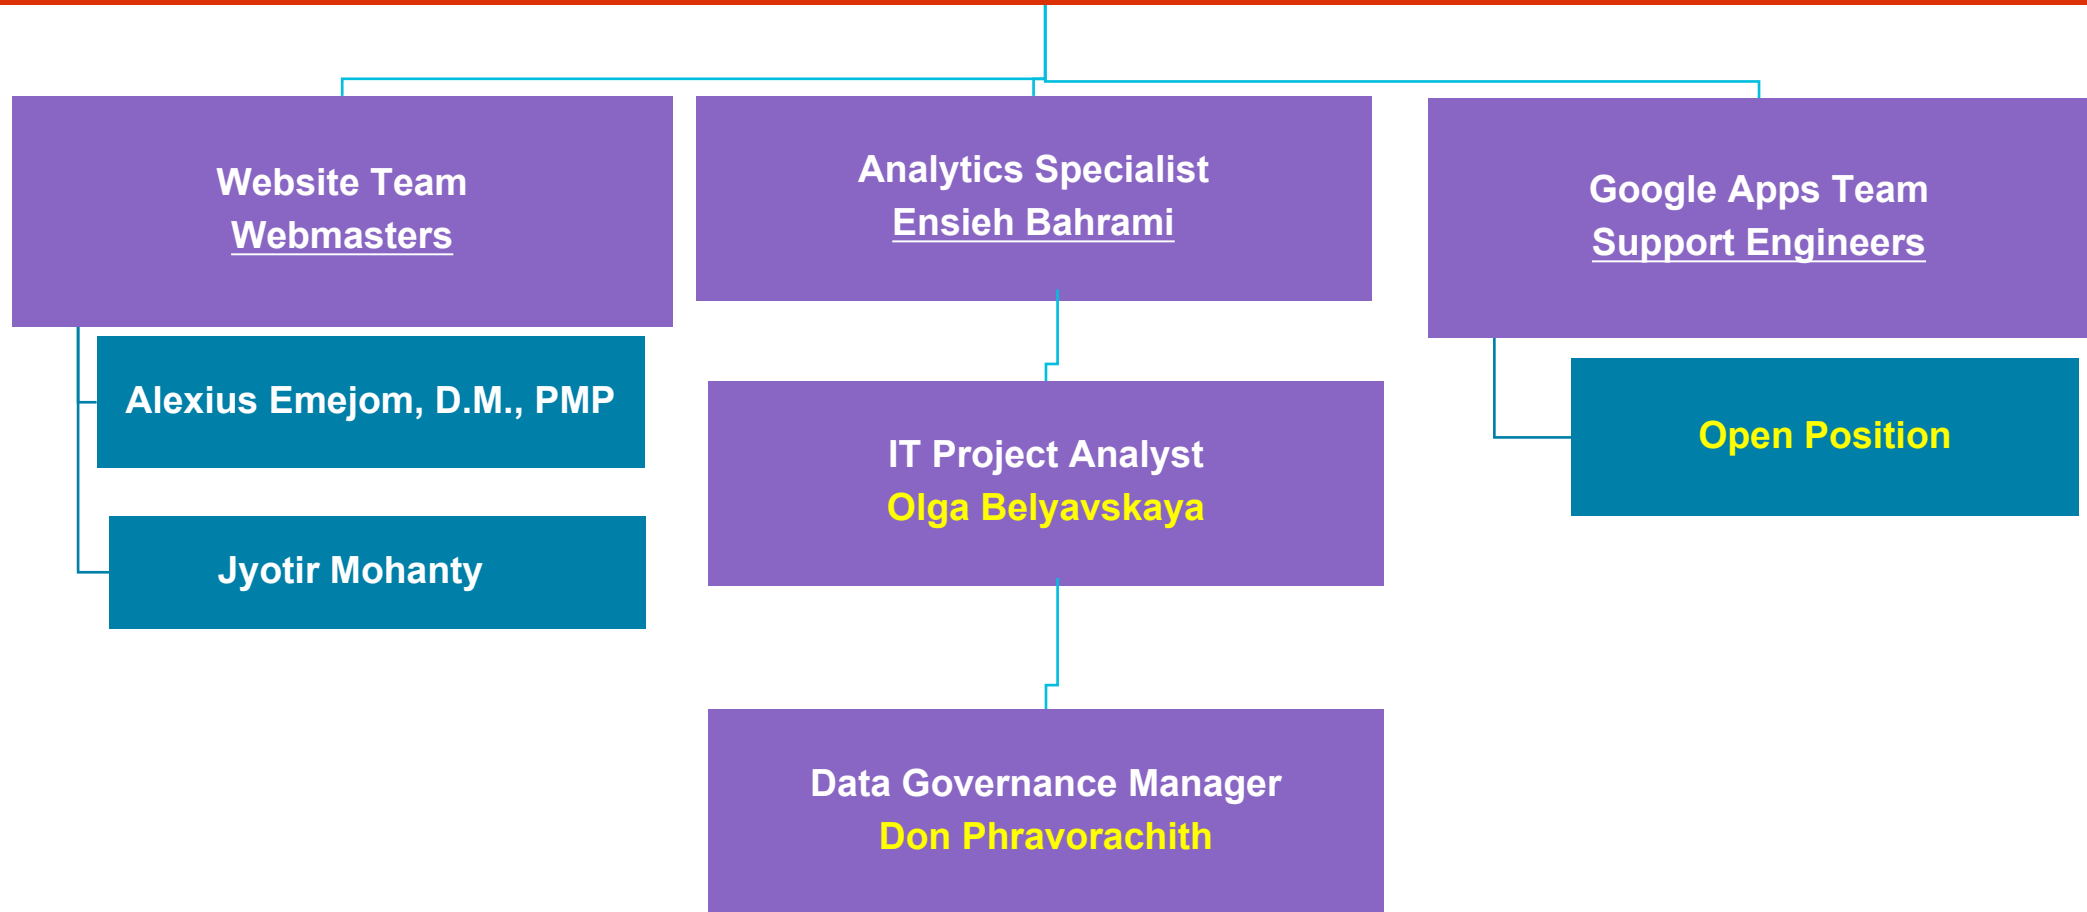 Website Team
Webmasters
Alexius Emejom, D.M., PMP
Jyotir Mohanty
Analytics Specialist
Ensieh Bahrami
IT Project Analyst
Olga Belyavskaya
Data Governance Manager
Don Phravorachith
Google Apps Team
Support Engineers
Open Position